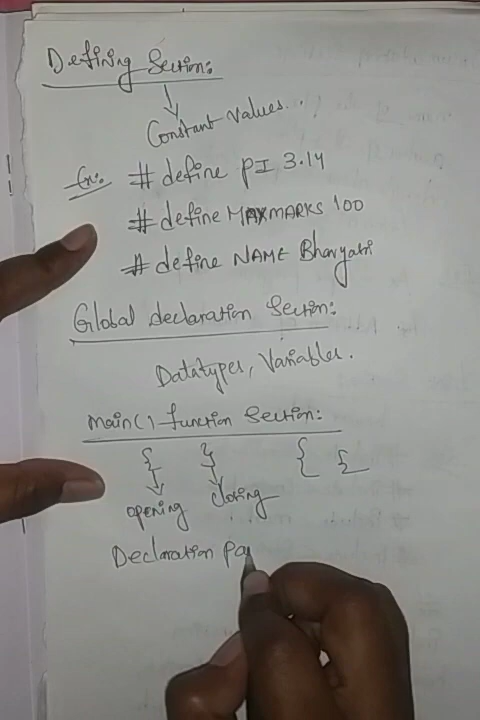 Defining Section:
Constant Values...
Ex: # define PI 3.14
# define MAXMARKS 100
# define NAME Bhavyatri
Global declaration Section:
Datatypes, Variables.
main() function Section:
{ } { }
opening closing
Declaration pa